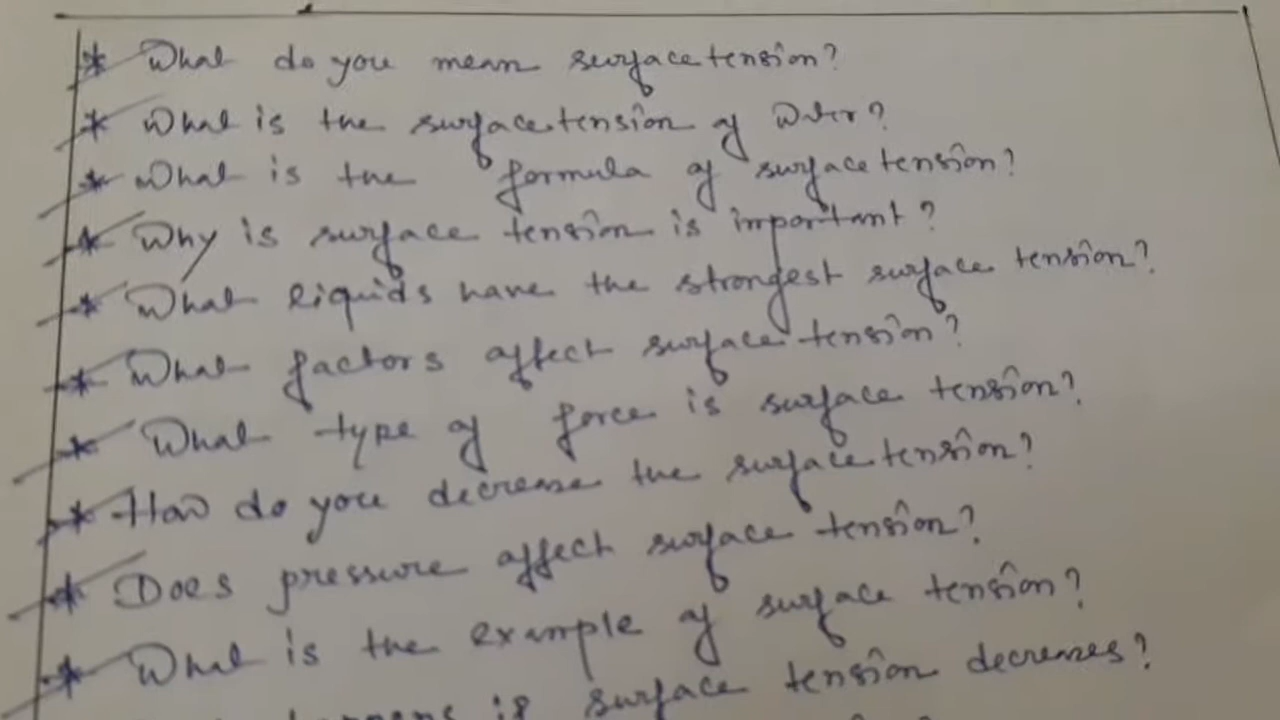 * What do you mean surface tension?
* What is the surface tension of Water?
* What is the formula of surface tension?
* Why is surface tension is important?
* What liquids have the strongest surface tension?
* What factors affect surface tension?
* What type of force is surface tension?
* How do you decrease the surface tension?
* Does pressure affect surface tension?
* What is the example of surface tension?
surface tension decreases?